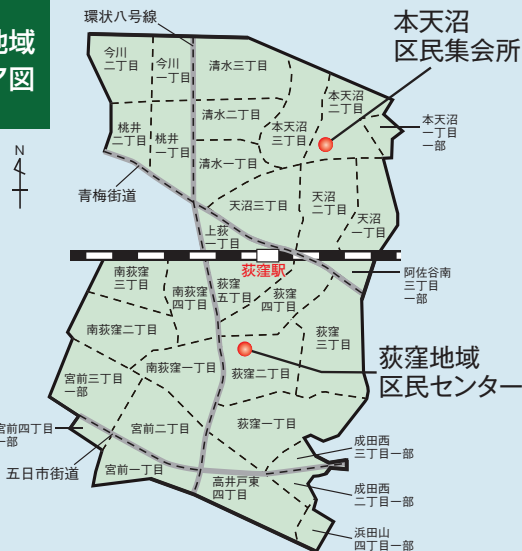 地域
ア図
環状八号線
本天沼
区民集会所
今川
二丁目
今川
一丁目
清水三丁目
本天沼
二丁目
清水二丁目
本天沼
三丁目
本天沼
一丁目
一部
桃井
二丁目
桃井
一丁目
清水一丁目
N
青梅街道
天沼三丁目
天沼
二丁目
天沼
一丁目
上荻
一丁目
荻窪駅
南荻窪
三丁目
南荻窪
四丁目
荻窪
五丁目
荻窪
四丁目
阿佐谷南
三丁目
一部
南荻窪二丁目
荻窪
三丁目
南荻窪一丁目
荻窪二丁目
荻窪地域
区民センター
宮前三丁目
一部
宮前四丁目
一部
宮前二丁目
荻窪一丁目
五日市街道
宮前一丁目
高井戸東
四丁目
成田西
三丁目一部
成田西
二丁目一部
浜田山
四丁目一部